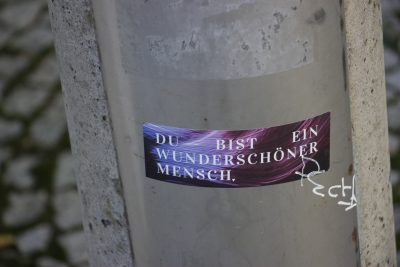 DU BIST EIN
WUNDERSCHÖNER
MENSCH.